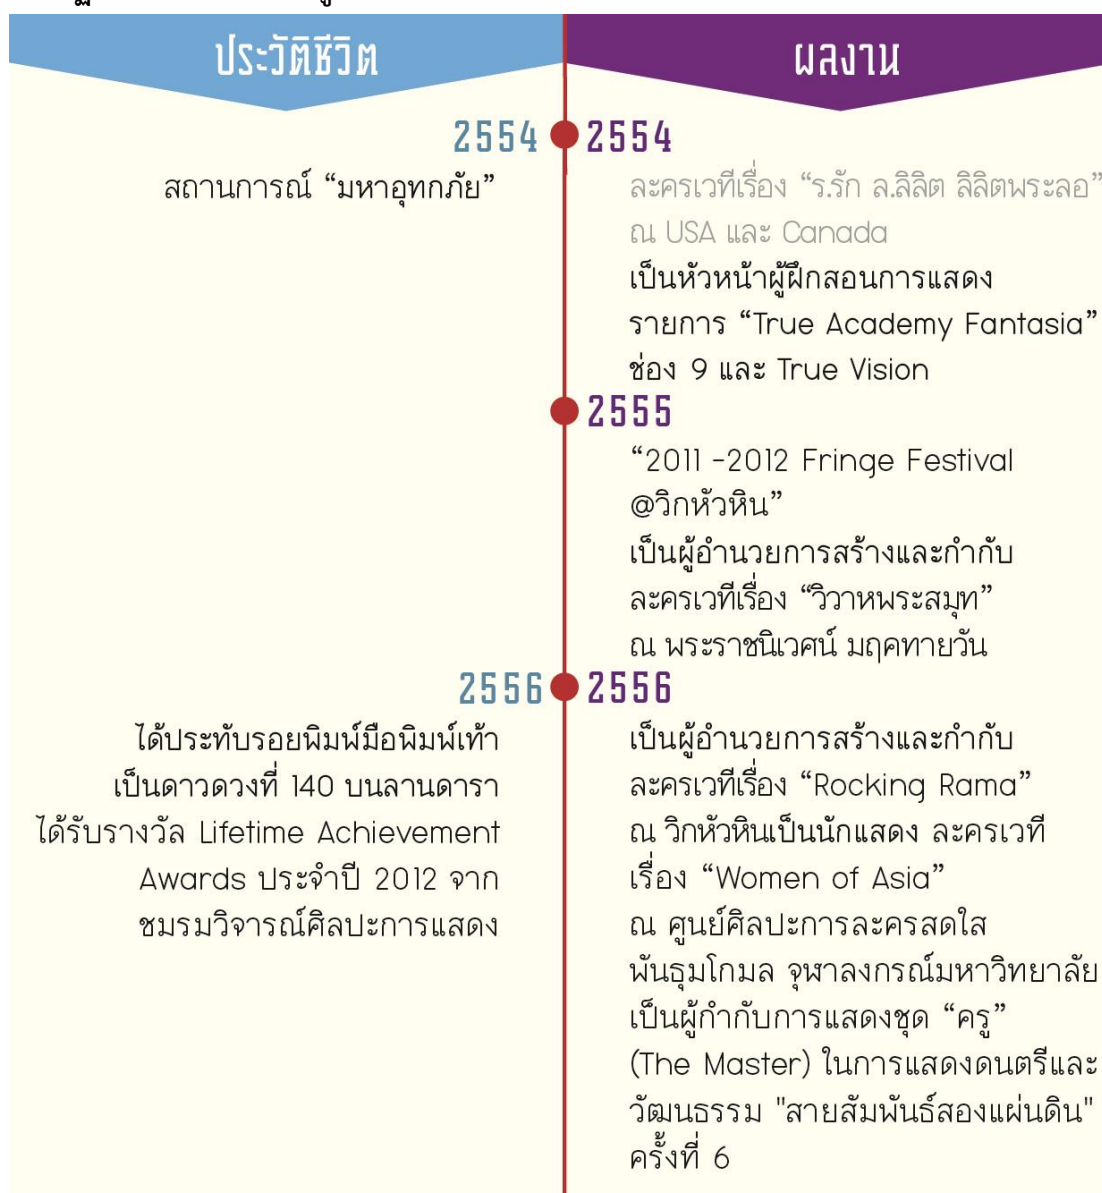 ประวัติชีวิต
ผลงาน
2554
สถานการณ์ “มหาอุทกภัย”
2554
ละครเวทีเรื่อง “ร.รัก ล.ลิลิต ลิลิตพระลอ”
ณ USA และ Canada
เป็นหัวหน้าผู้ฝึกสอนการแสดง
รายการ “True Academy Fantasia”
ช่อง 9 และ True Vision
2555
“2011 -2012 Fringe Festival
@วิกหัวหิน”
เป็นผู้อำนวยการสร้างและกำกับ
ละครเวทีเรื่อง “วิวาหพระสมุท”
ณ พระราชนิเวศน์ มฤคทายวัน
2556
ได้ประทับรอยพิมพ์มือพิมพ์เท้า
เป็นดาวดวงที่ 140 บนลานดารา
ได้รับรางวัล Lifetime Achievement
Awards ประจำปี 2012 จาก
ชมรมวิจารณ์ศิลปะการแสดง
2556
เป็นผู้อำนวยการสร้างและกำกับ
ละครเวทีเรื่อง “Rocking Rama”
ณ วิกหัวหินเป็นนักแสดง ละครเวที
เรื่อง “Women of Asia”
ณ ศูนย์ศิลปะการละครสดใส
พันธุมโกมล จุฬาลงกรณ์มหาวิทยาลัย
เป็นผู้กำกับการแสดงชุด “ครู”
(The Master) ในการแสดงดนตรีและ
วัฒนธรรม "สายสัมพันธ์สองแผ่นดิน"
ครั้งที่ 6